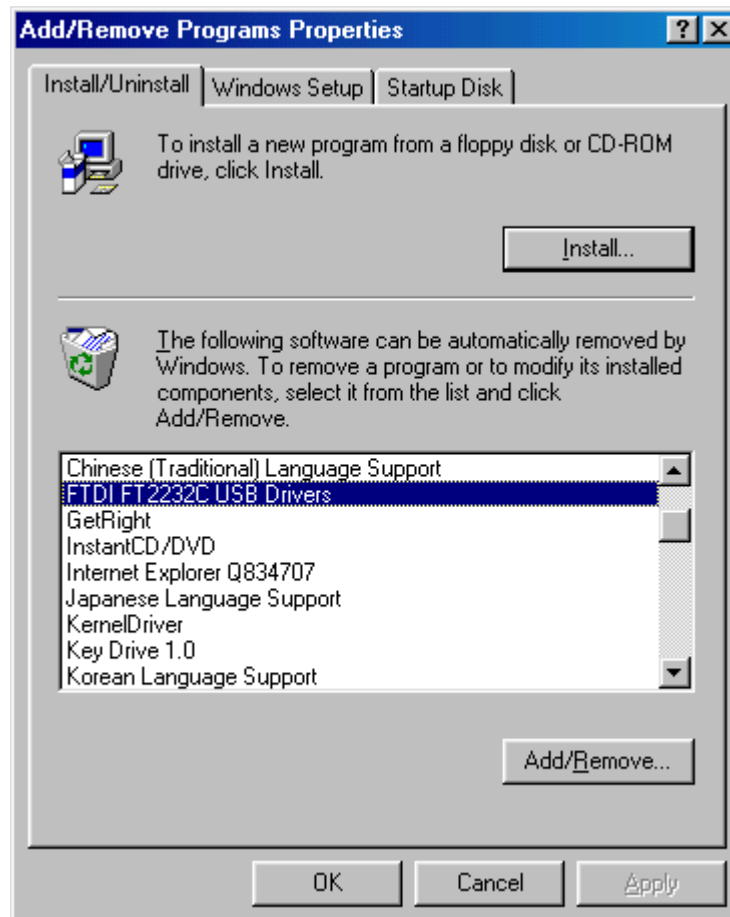 Add/Remove Programs Properties
Install/Uninstall
Windows Setup
Startup Disk
To install a new program from a floppy disk or CD-ROM
drive, click Install.
Install...
The following software can be automatically removed by
Windows. To remove a program or to modify its installed
components, select it from the list and click
Add/Remove.
Chinese (Traditional) Language Support
FTDI FT2232C USB Drivers
GetRight
InstantCD/DVD
Internet Explorer Q834707
Japanese Language Support
KernelDriver
Key Drive 1.0
Korean Language Support
Add/Remove...
OK
Cancel
Apply